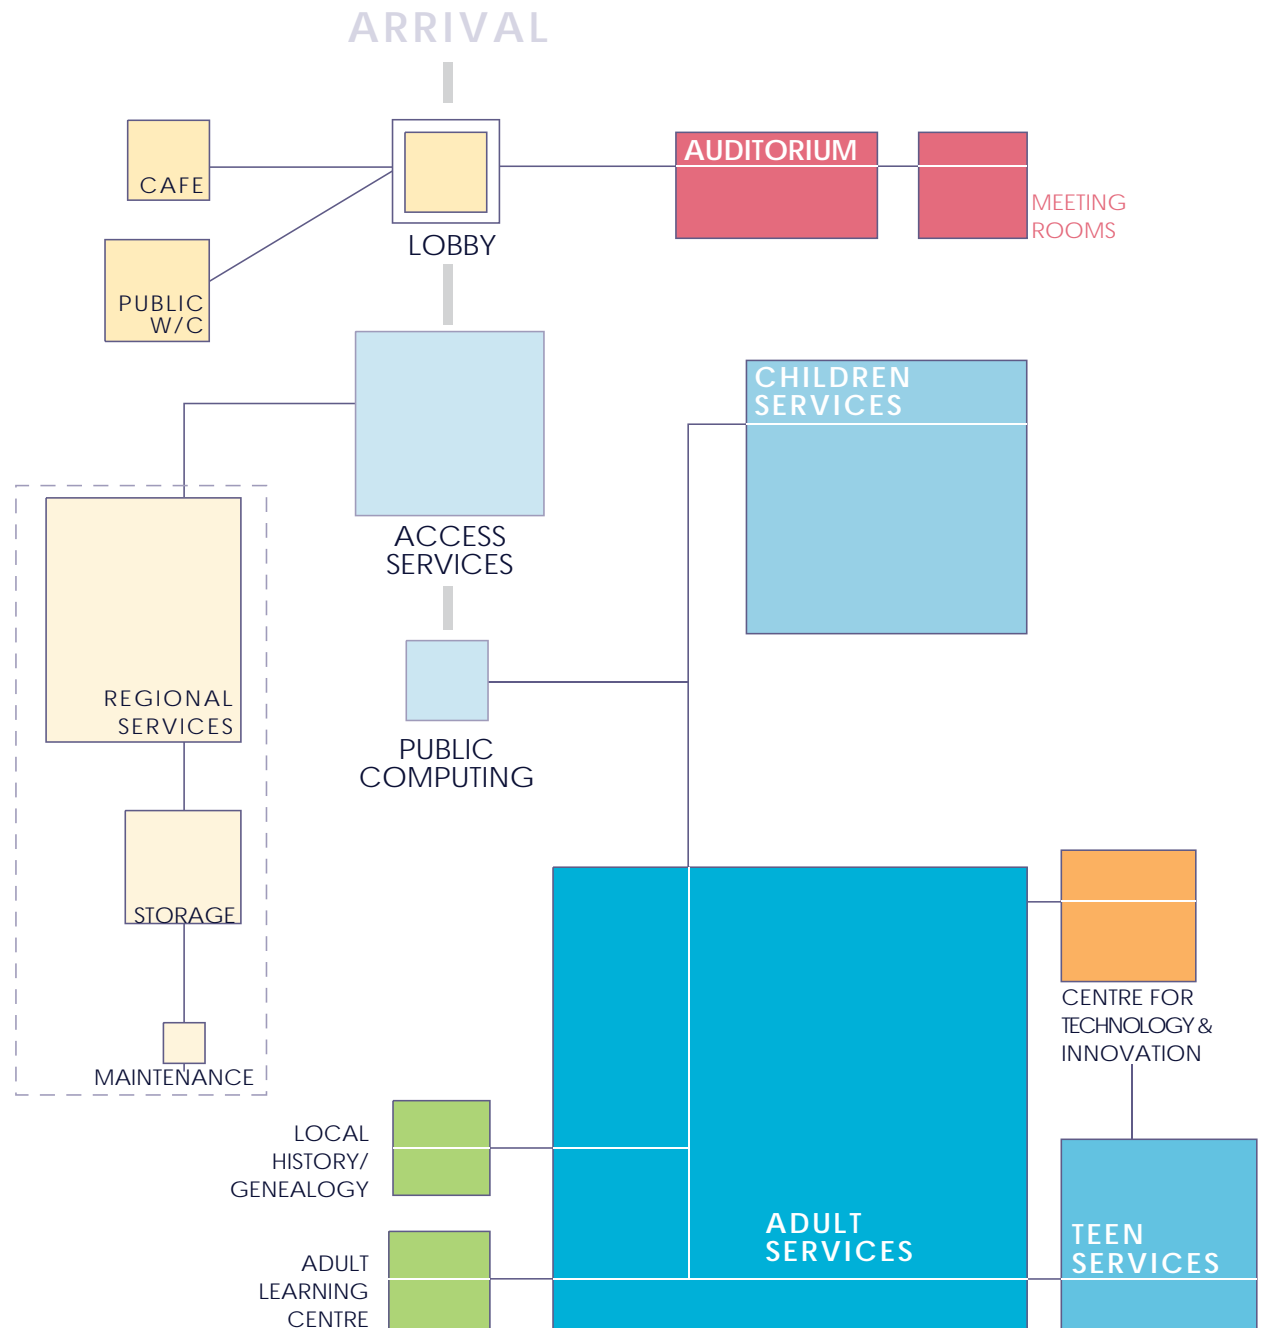 ARRIVAL
CAFE
LOBBY
AUDITORIUM
MEETING
ROOMS
PUBLIC
W/C
ACCESS
SERVICES
CHILDREN
SERVICES
REGIONAL
SERVICES
PUBLIC
COMPUTING
STORAGE
MAINTENANCE
CENTRE FOR
TECHNOLOGY &
INNOVATION
LOCAL
HISTORY/
GENEALOGY
ADULT
SERVICES
TEEN
SERVICES
ADULT
LEARNING
CENTRE